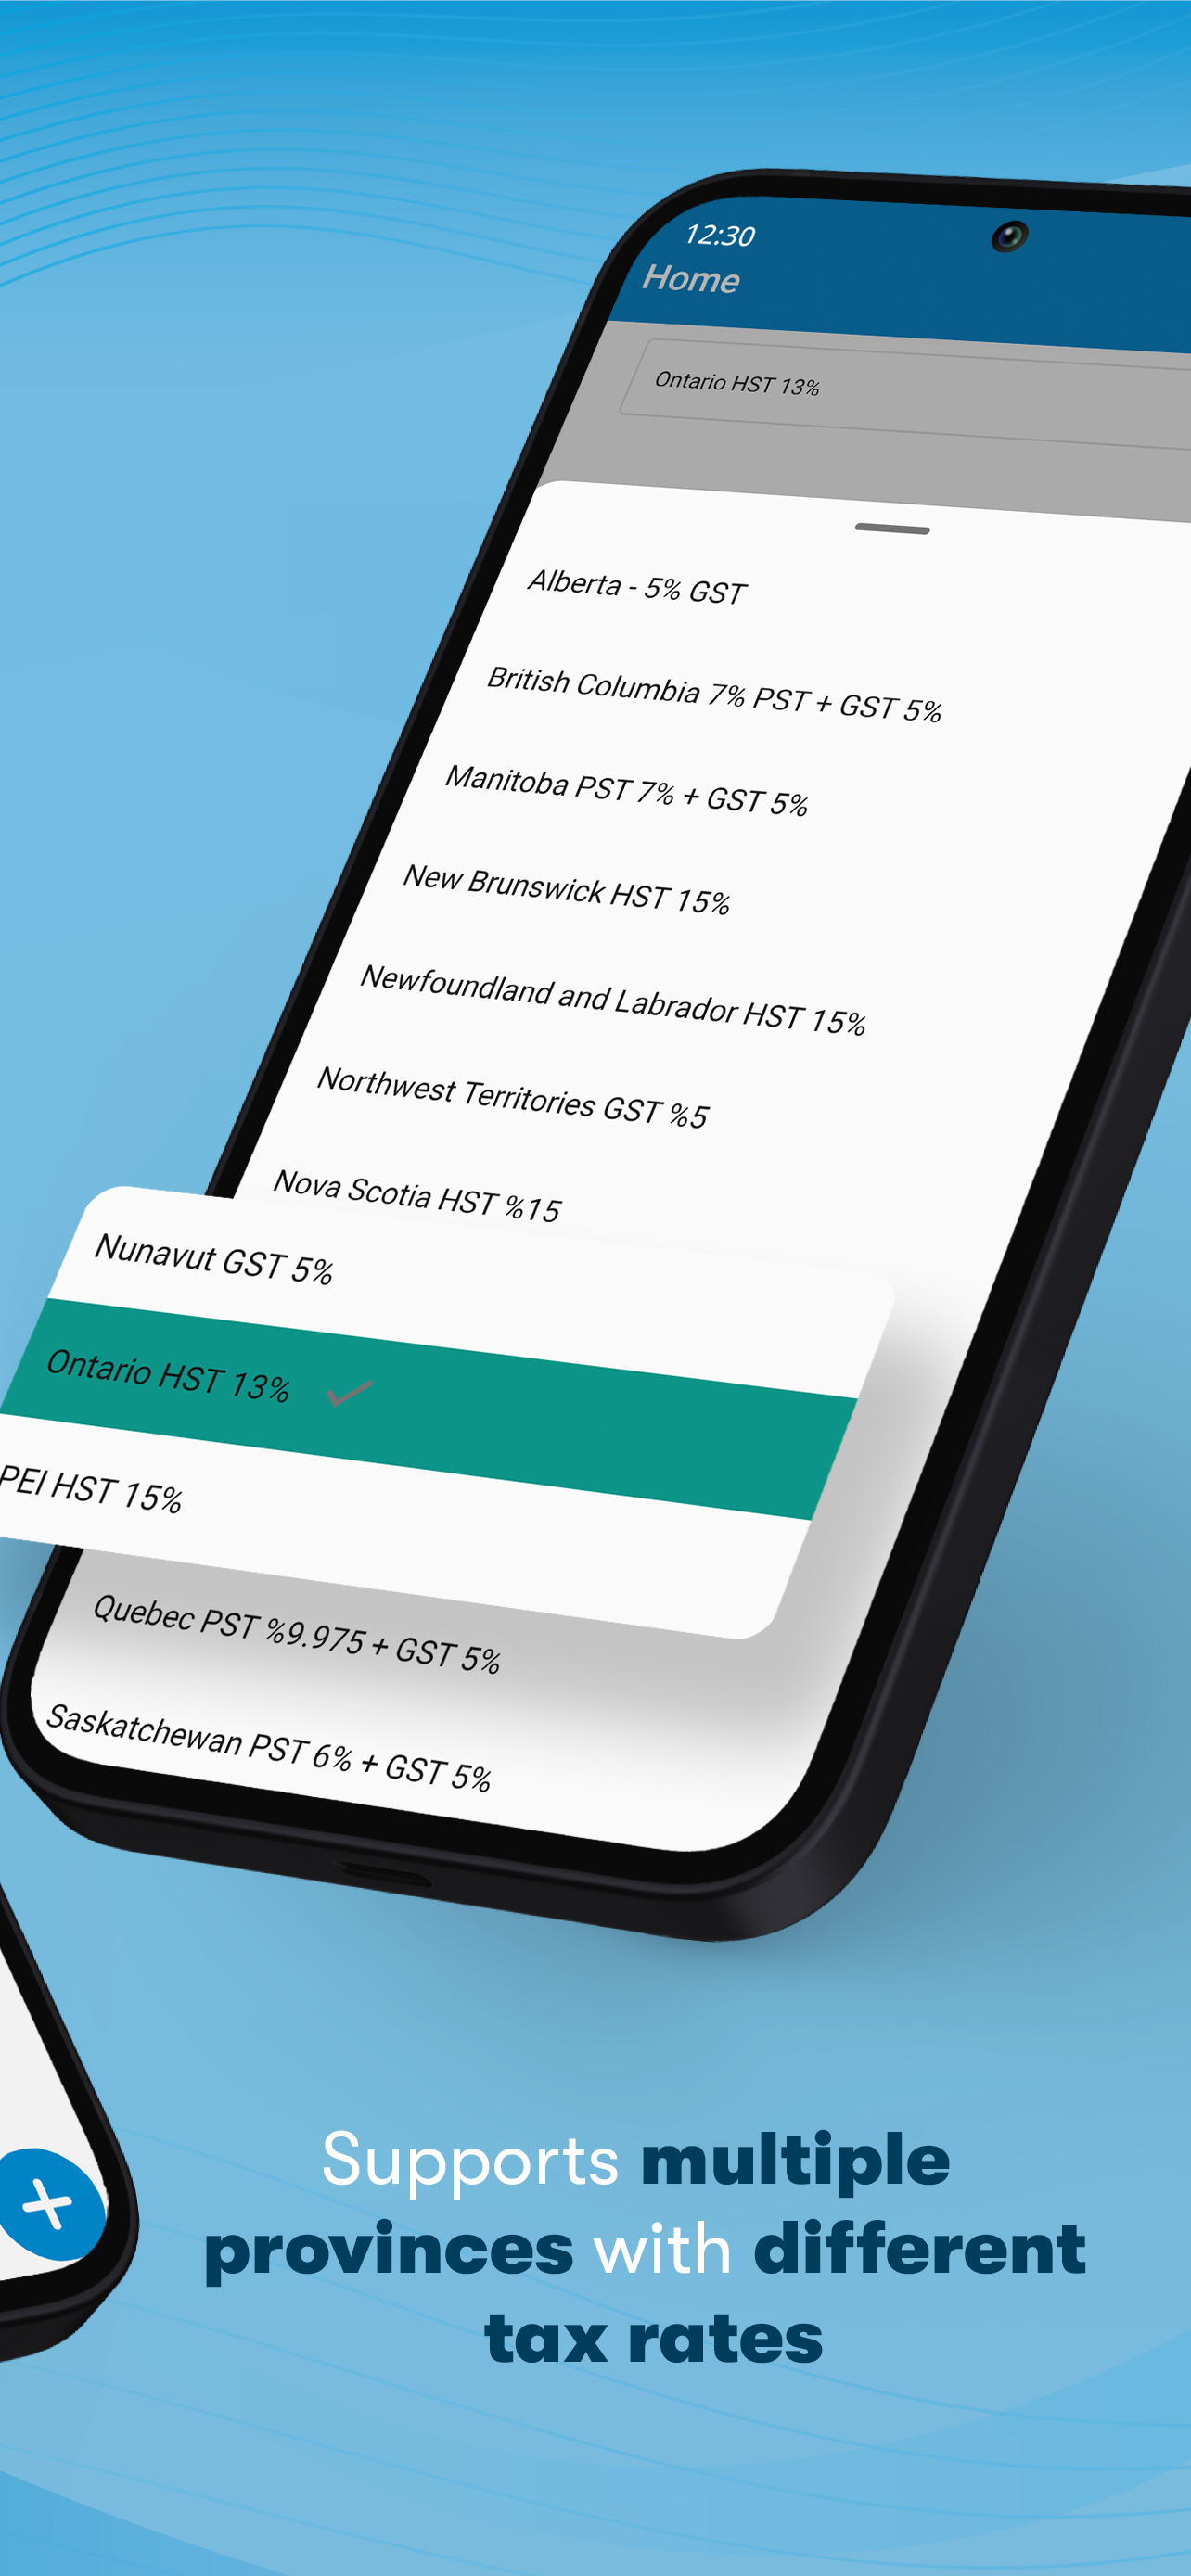 12:30
Home
Ontario HST 13%
Alberta - 5% GST
British Columbia 7% PST + GST 5%
Manitoba PST 7% + GST 5%
New Brunswick HST 15%
Newfoundland and Labrador HST 15%
Northwest Territories GST %5
Nova Scotia HST %15
Nunavut GST 5%
Ontario HST 13%
PEI HST 15%
Quebec PST %9.975 + GST 5%
Saskatchewan PST 6% + GST 5%
Supports multiple
provinces with different
tax rates